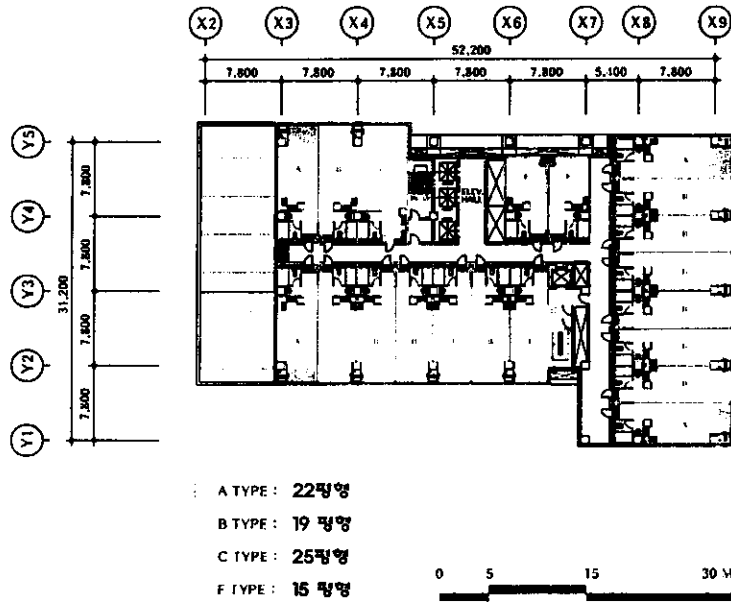 X2 X3 X4 X5 X6 X7 X8 X9
52,200
7,800 7,800 7,800 7,800 7,800 5,400 7,800
Y5
7,800
Y4
ELEV.
HALL
7,800
Y3
31,200
7,800
Y2
7,800
Y1
A TYPE : 22평형
B TYPE : 19 평형
C TYPE : 25평형
F TYPE : 15 평형
0 5 15 30 M